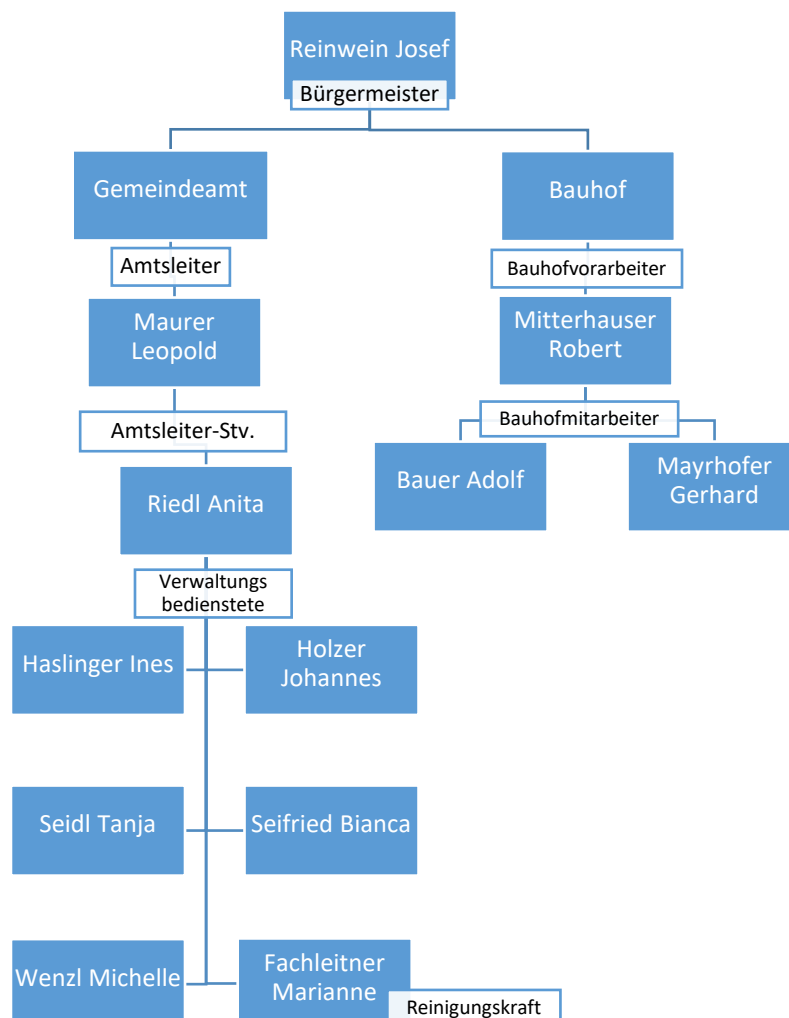 Reinwein Josef
Bürgermeister
Gemeindeamt
Bauhof
Amtsleiter
Bauhofvorarbeiter
Maurer
Leopold
Mitterhauser
Robert
Amtsleiter-Stv.
Bauhofmitarbeiter
Riedl Anita
Bauer Adolf
Mayrhofer
Gerhard
Verwaltungs
bedienstete
Haslinger Ines
Holzer
Johannes
Seidl Tanja
Seifried Bianca
Wenzl Michelle
Fachleitner
Marianne
Reinigungskraft